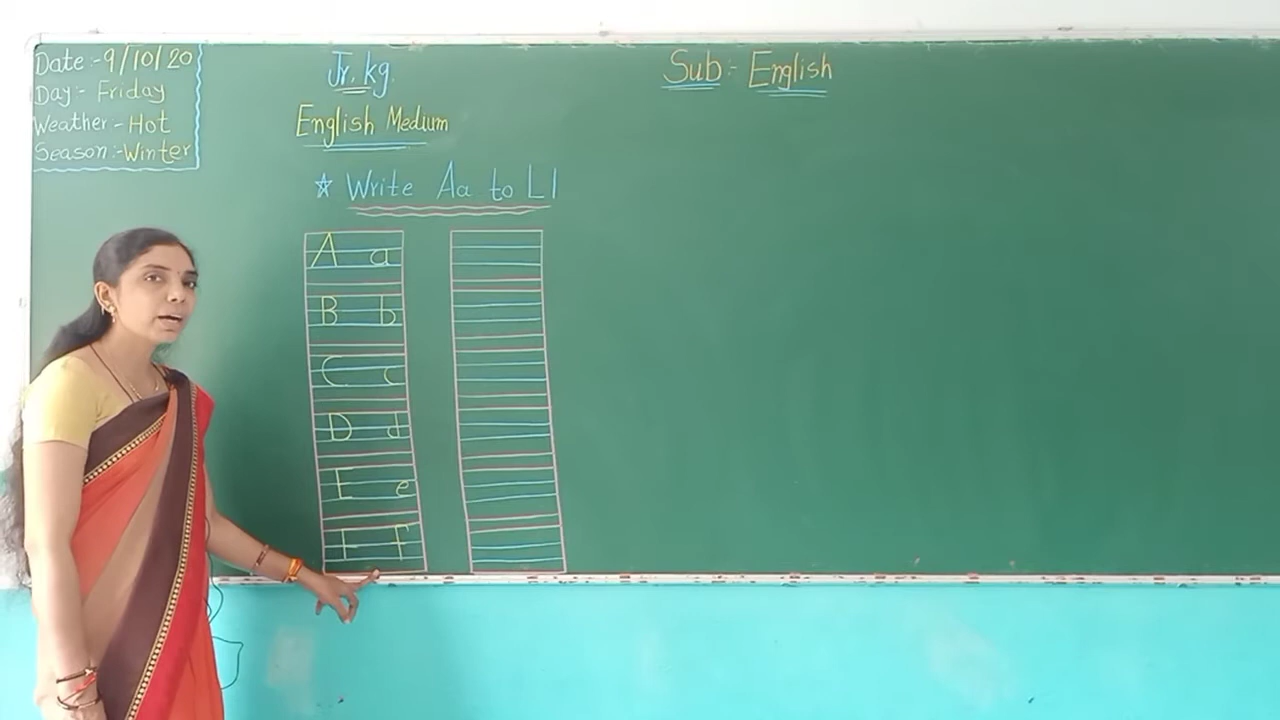 Date :- 9/10/20
Day:- Friday
Weather - Hot
Season:-Winter
Jr. kg.
English Medium
Sub:- English
☆ Write Aa to Ll
A a
B b
C c
D d
E e
F f